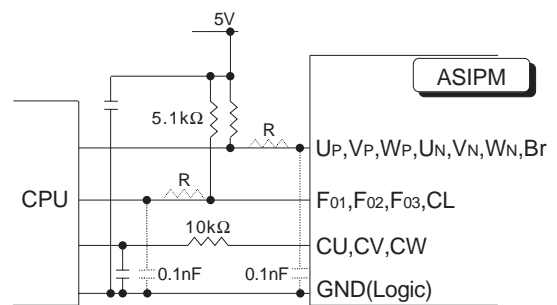 5V
ASIPM
5.1kΩ
R
UP,VP,WP,UN,VN,WN,Br
R
CPU
F01,F02,F03,CL
10kΩ
CU,CV,CW
0.1nF
0.1nF
GND(Logic)